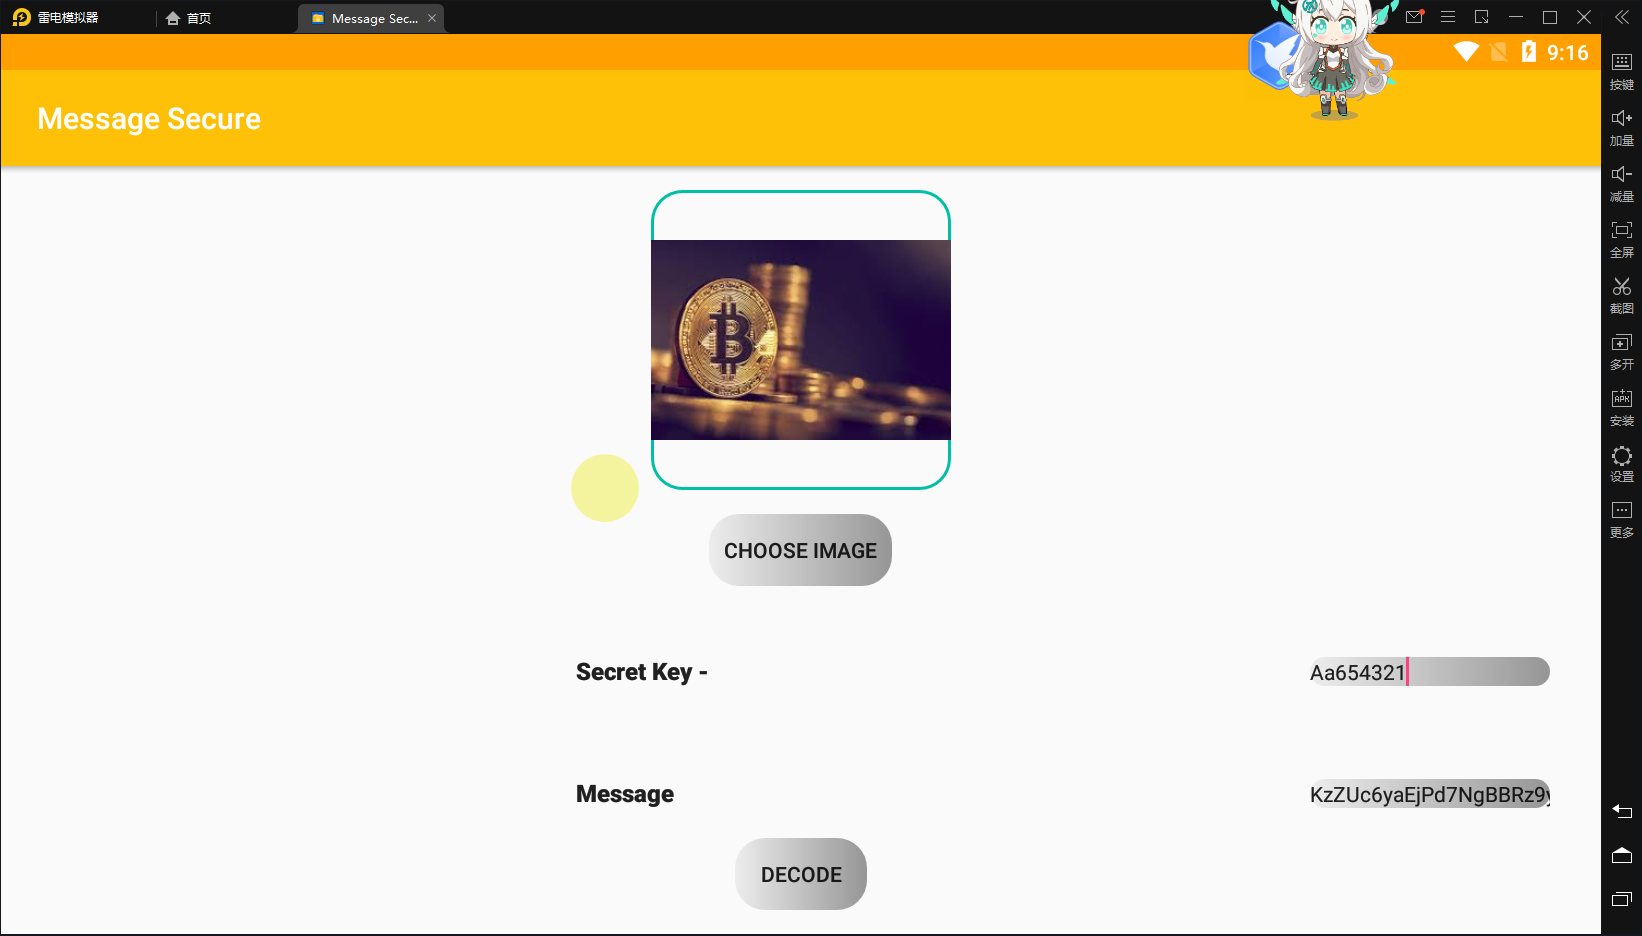 雷电模拟器
首页
Message Sec...
9:16
Message Secure
CHOOSE IMAGE
Secret Key -
Aa654321
Message
KzZUc6yaEjPd7NgBBRz9y
DECODE
按键
加量
减量
全屏
截图
多开
APK
安装
设置
更多